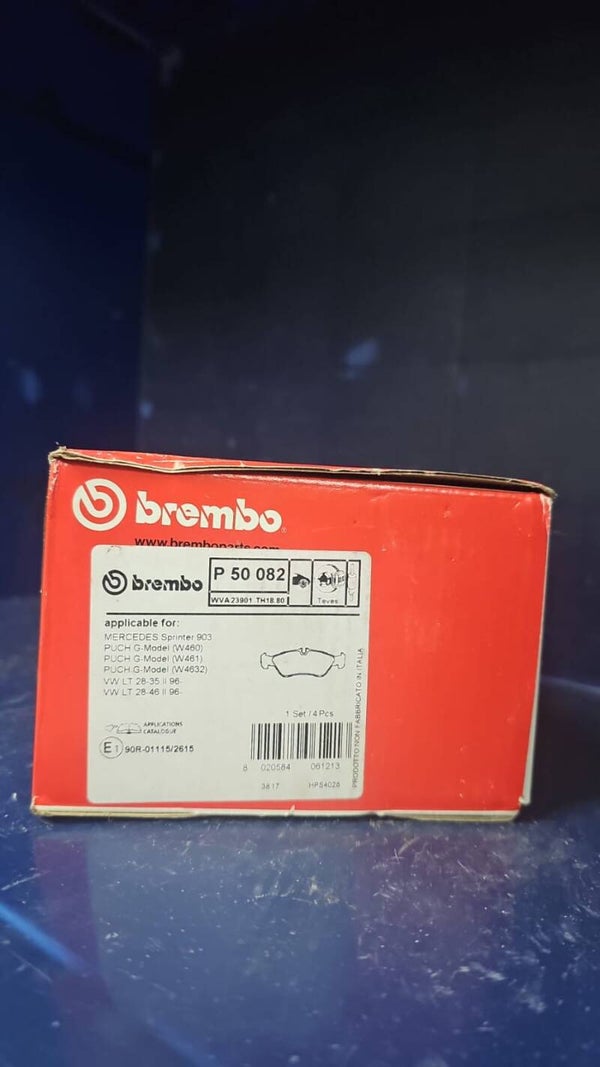 brembo
www.bremboparts.com
brembo
P 50 082
WVA 23901 TH18.80
Teves
applicable for:
MERCEDES Sprinter 903
PUCH G-Model (W460)
PUCH G-Model (W461)
PUCH G-Model (W4632)
VW LT 28-35 II 96-
VW LT 28-46 II 96-
1 Set / 4 Pcs
APPLICATIONS
CATALOGUE
E1 90R-01115/2615
8 020584 061213
3817 HPS4026
PRODOTTO NON FABBRICATO IN ITALIA